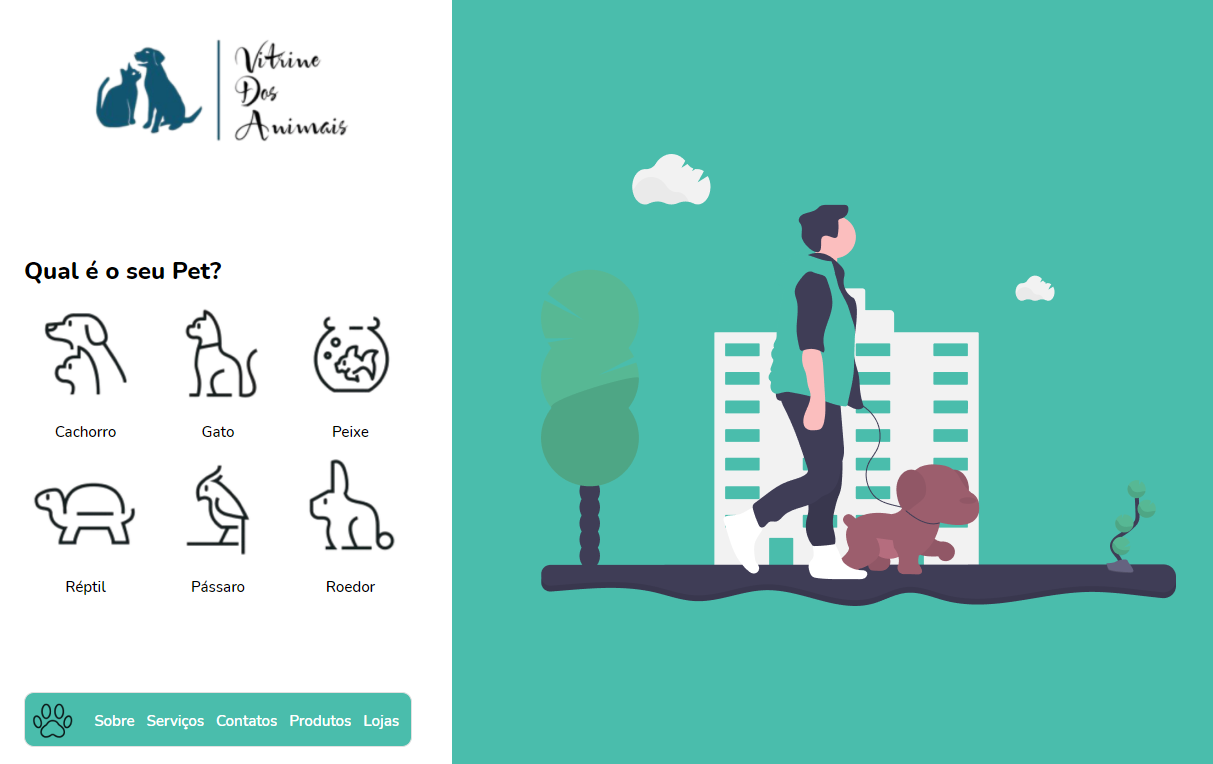 Vitrine
Dos
Animais
Qual é o seu Pet?
Cachorro Gato Peixe
Réptil Pássaro Roedor
Sobre Serviços Contatos Produtos Lojas